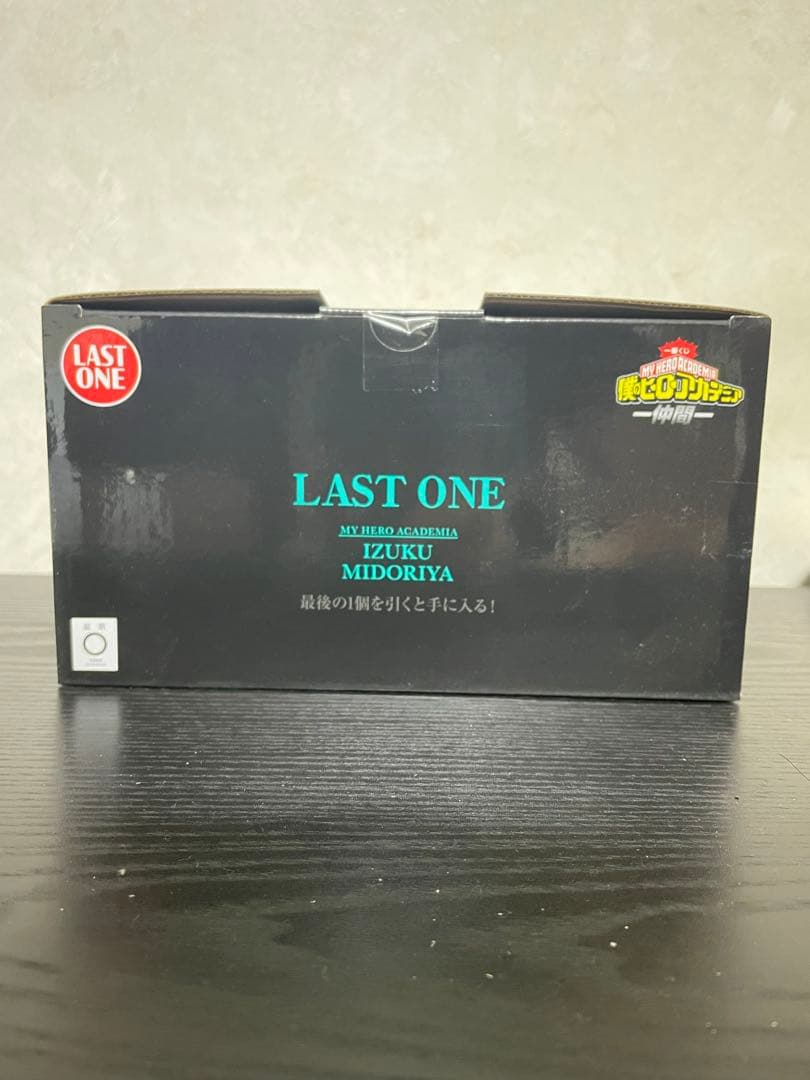 LAST
ONE
一番くじ
MY HERO ACADEMIA
僕のヒーローアカデミア
仲間
LAST ONE
MY HERO ACADEMIA
IZUKU
MIDORIYA
最後の1個を引くと手に入る!